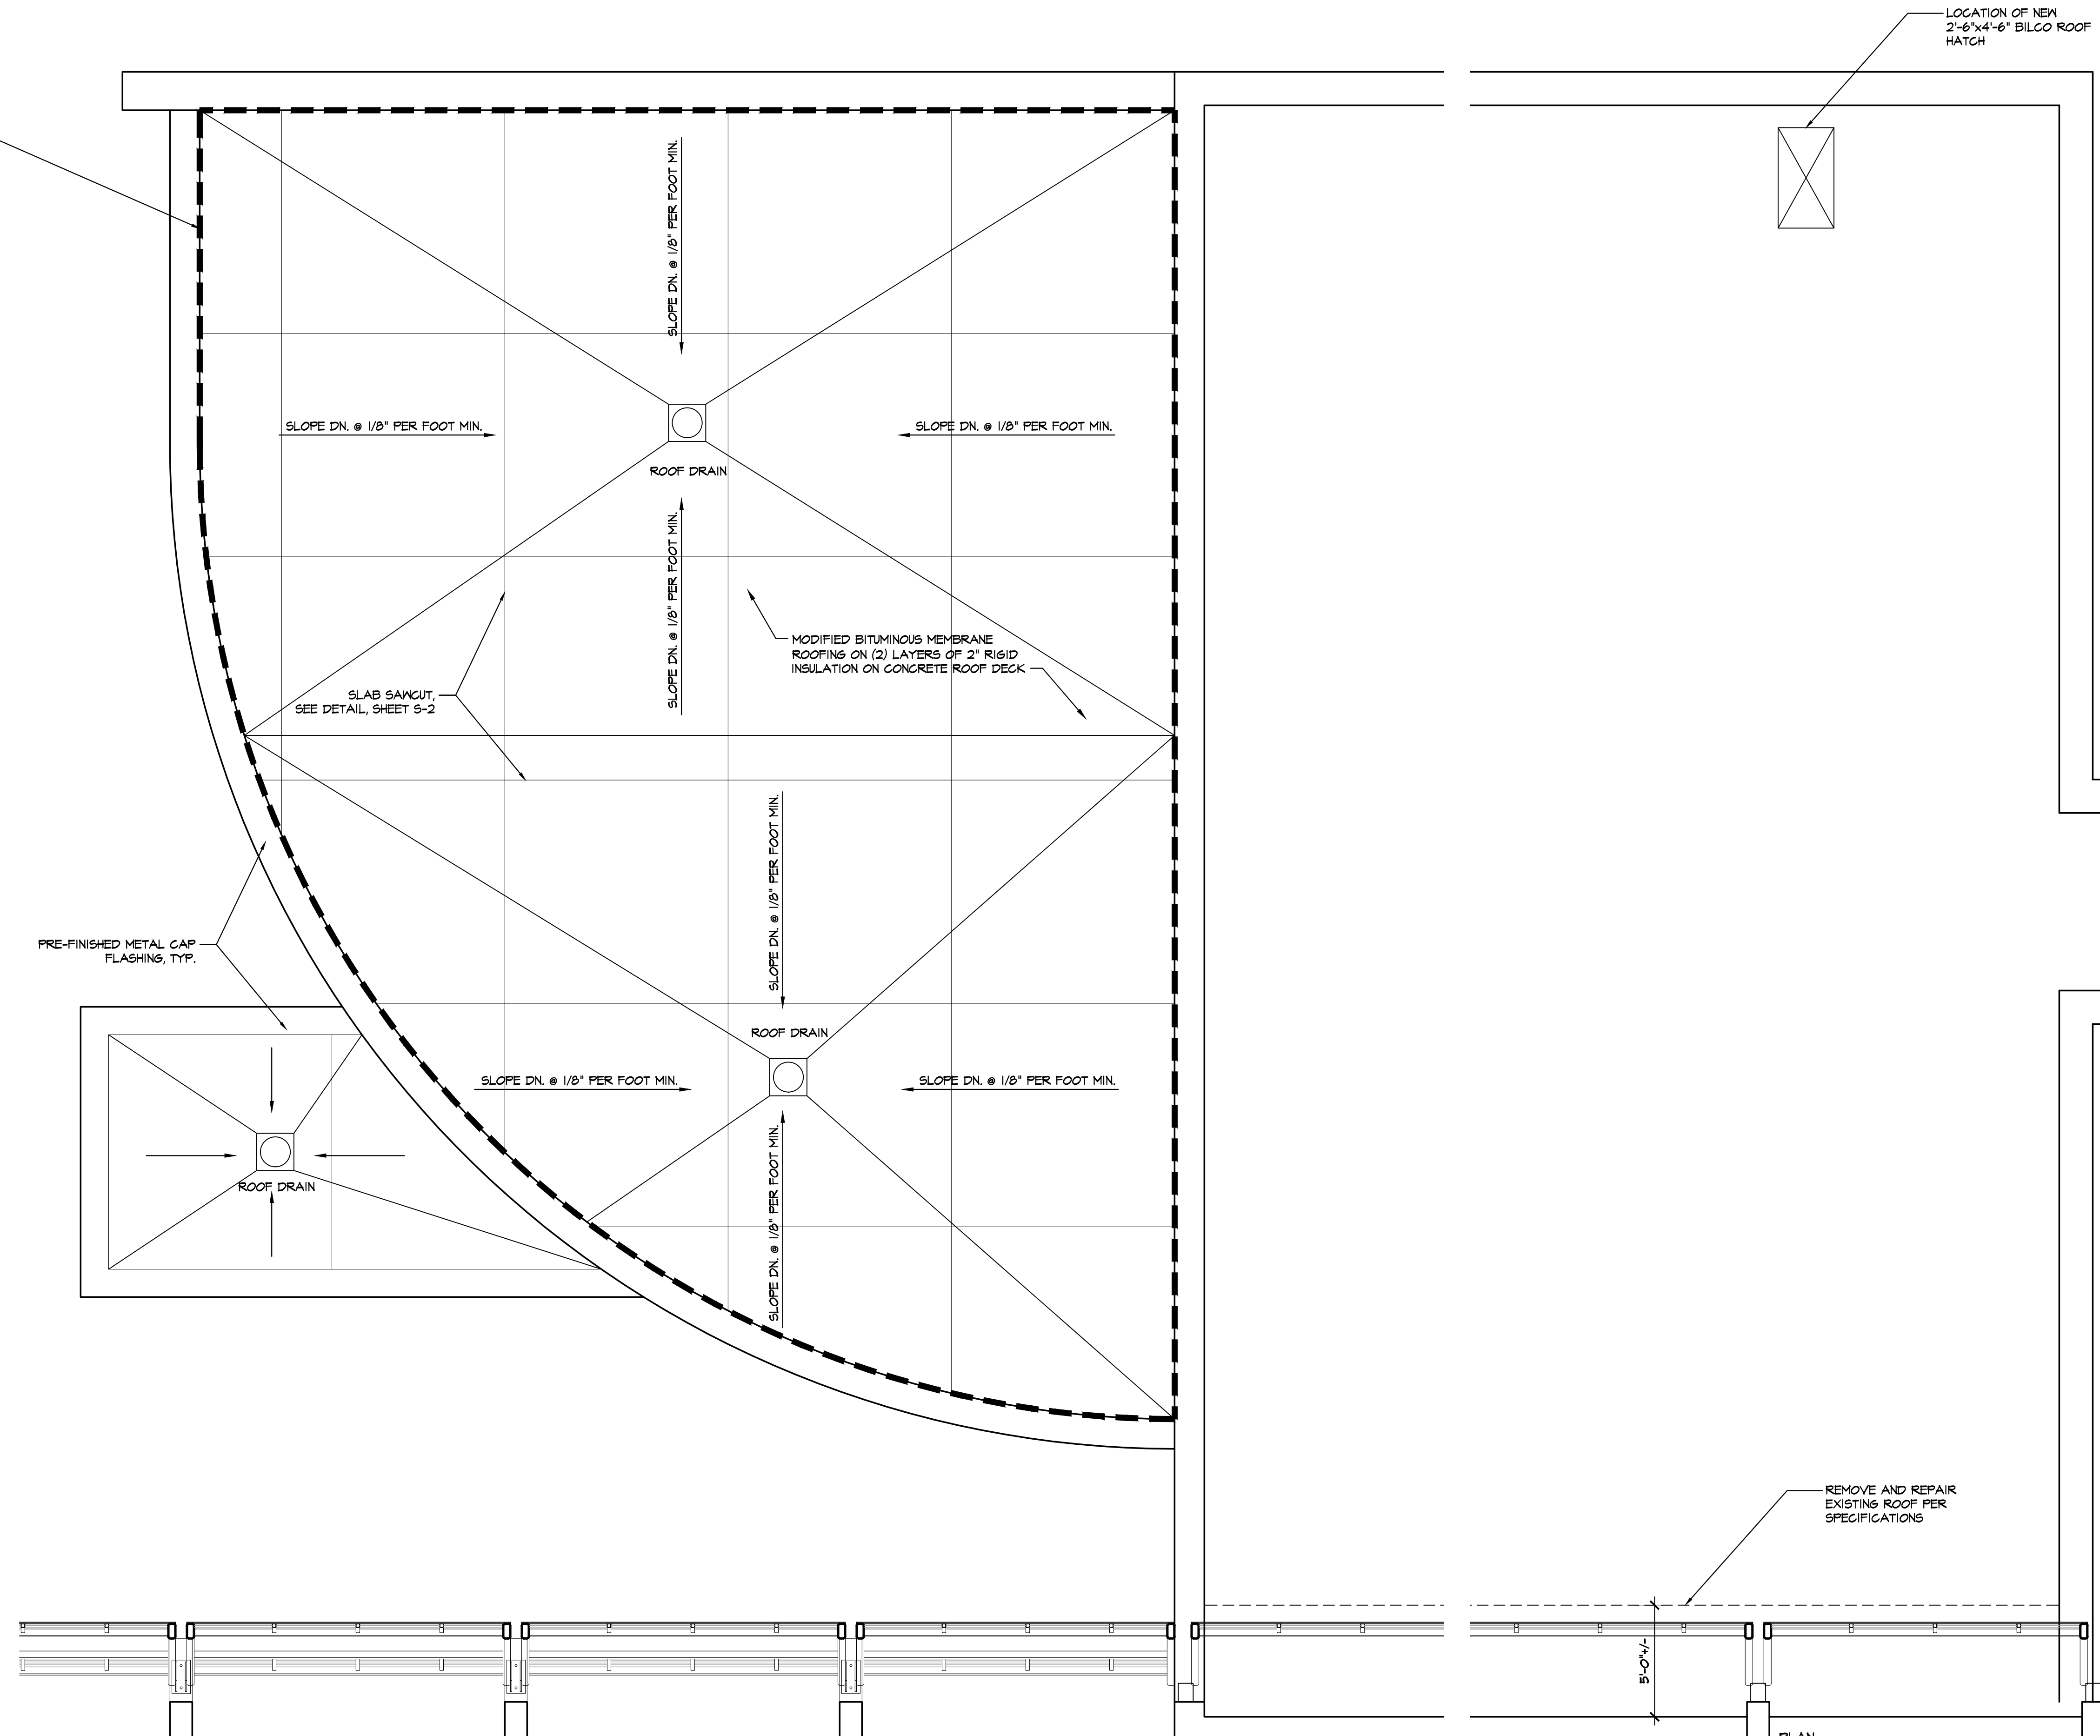 LOCATION OF NEW
2'-6"x4'-6" BILCO ROOF
HATCH
SLOPE DN. @ 1/8" PER FOOT MIN.
SLOPE DN. @ 1/8" PER FOOT MIN.
SLOPE DN. @ 1/8" PER FOOT MIN.
ROOF DRAIN
SLOPE DN. @ 1/8" PER FOOT MIN.
MODIFIED BITUMINOUS MEMBRANE
ROOFING ON (2) LAYERS OF 2" RIGID
INSULATION ON CONCRETE ROOF DECK
SLAB SAWCUT,
SEE DETAIL, SHEET S-2
SLOPE DN. @ 1/8" PER FOOT MIN.
PRE-FINISHED METAL CAP
FLASHING, TYP.
ROOF DRAIN
SLOPE DN. @ 1/8" PER FOOT MIN.
SLOPE DN. @ 1/8" PER FOOT MIN.
ROOF DRAIN
SLOPE DN. @ 1/8" PER FOOT MIN.
REMOVE AND REPAIR
EXISTING ROOF PER
SPECIFICATIONS
5'-0"+/-
PLAN